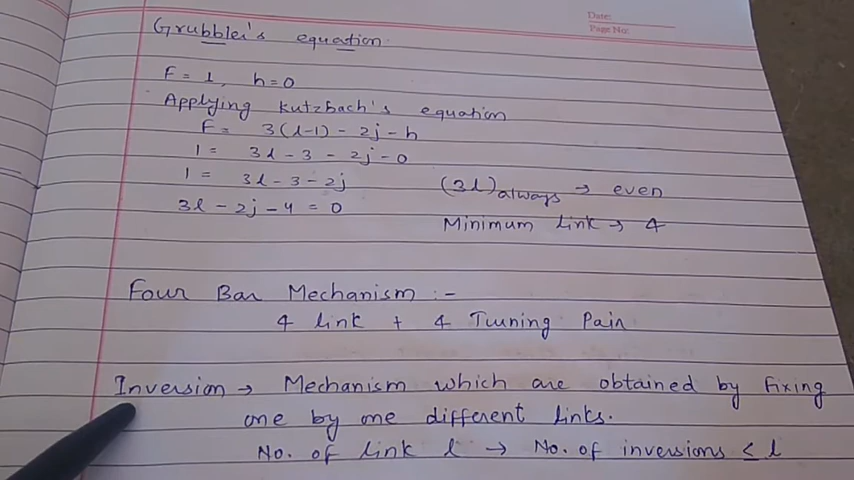 Date:
Page No:
Grubbler's equation
F = 1, h=0
Applying Kutzbach's equation
F = 3(l-1) - 2j - h
1 = 3l - 3 - 2j - 0
1 = 3l - 3 - 2j (3l) always → even
3l - 2j - 4 = 0 Minimum link → 4
Four Bar Mechanism :-
4 link + 4 Turning Pair
Inversion → Mechanism which are obtained by fixing
one by one different links.
No. of link l → No. of inversions ≤ l